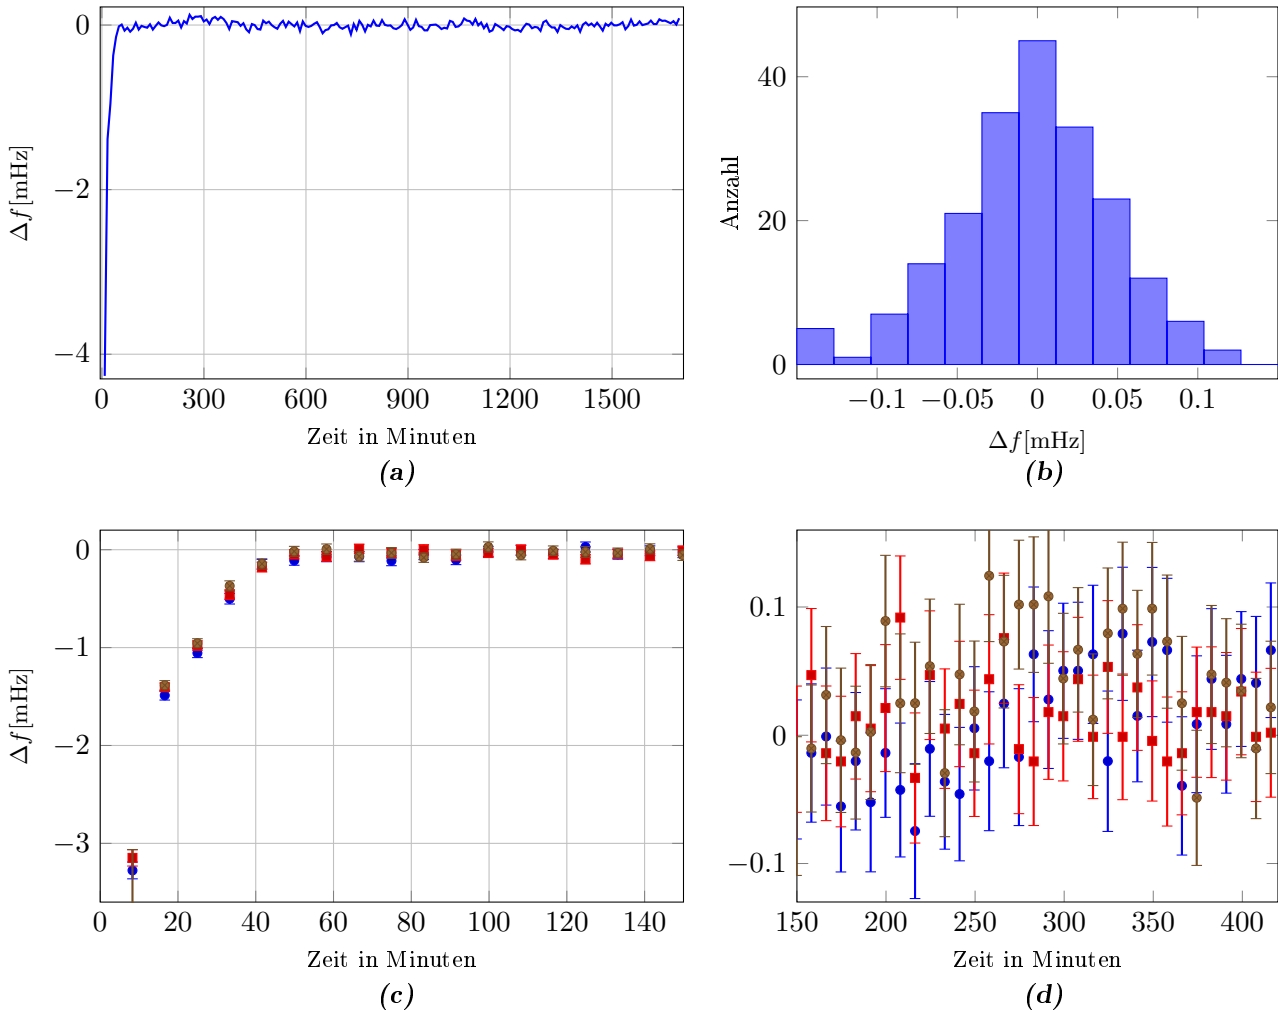 0
−2
−4
0 300 600 900 1200 1500
Δf[mHz]
Zeit in Minuten
(a)
40
20
0
−0.1 −0.05 0 0.05 0.1
Anzahl
Δf[mHz]
(b)
0
−1
−2
−3
0 20 40 60 80 100 120 140
Δf[mHz]
Zeit in Minuten
(c)
0.1
0
−0.1
150 200 250 300 350 400
Zeit in Minuten
(d)